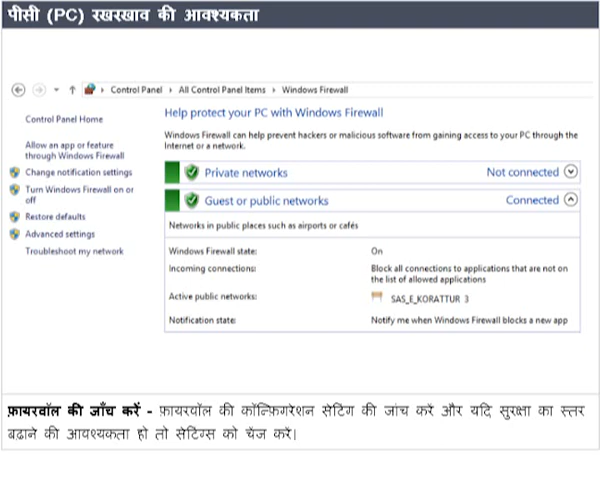 पीसी (PC) रखरखाव की आवश्यकता
Control Panel › All Control Panel Items › Windows Firewall
Control Panel Home
Allow an app or feature
through Windows Firewall
Change notification settings
Turn Windows Firewall on or
off
Restore defaults
Advanced settings
Troubleshoot my network
Help protect your PC with Windows Firewall
Windows Firewall can help prevent hackers or malicious software from gaining access to your PC through the
Internet or a network.
Private networks Not connected
Guest or public networks Connected
Networks in public places such as airports or cafés
Windows Firewall state: On
Incoming connections: Block all connections to applications that are not on
the list of allowed applications
Active public networks: SAS_E_KORATTUR 3
Notification state: Notify me when Windows Firewall blocks a new app
फ़ायरवॉल की जाँच करें - फ़ायरवॉल की कॉन्फ़िगरेशन सेटिंग की जांच करें और यदि सुरक्षा का स्तर
बढ़ाने की आवश्यकता हो तो सेटिंग्स को चेंज करें।